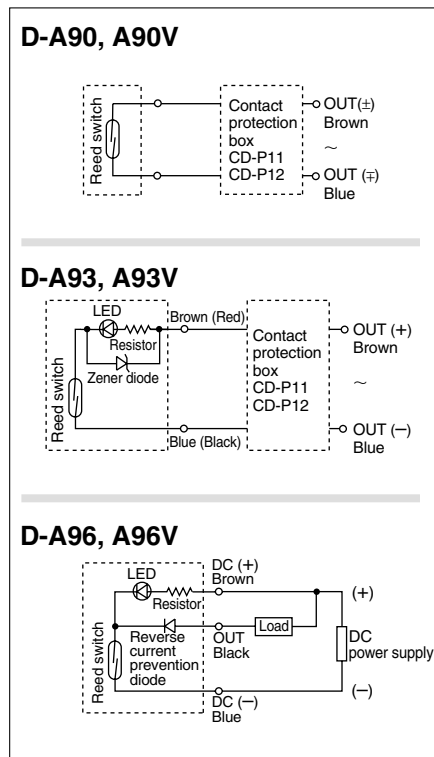 D-A90, A90V
Reed switch
Contact
protection
box
CD-P11
CD-P12
OUT(±)
Brown
~
OUT (∓)
Blue
D-A93, A93V
LED
Resistor
Zener diode
Reed switch
Brown (Red)
Blue (Black)
Contact
protection
box
CD-P11
CD-P12
OUT (+)
Brown
~
OUT (−)
Blue
D-A96, A96V
LED
Resistor
Reverse
current
prevention
diode
Reed switch
DC (+)
Brown
OUT
Black
Load
DC (−)
Blue
(+)
DC
power supply
(−)